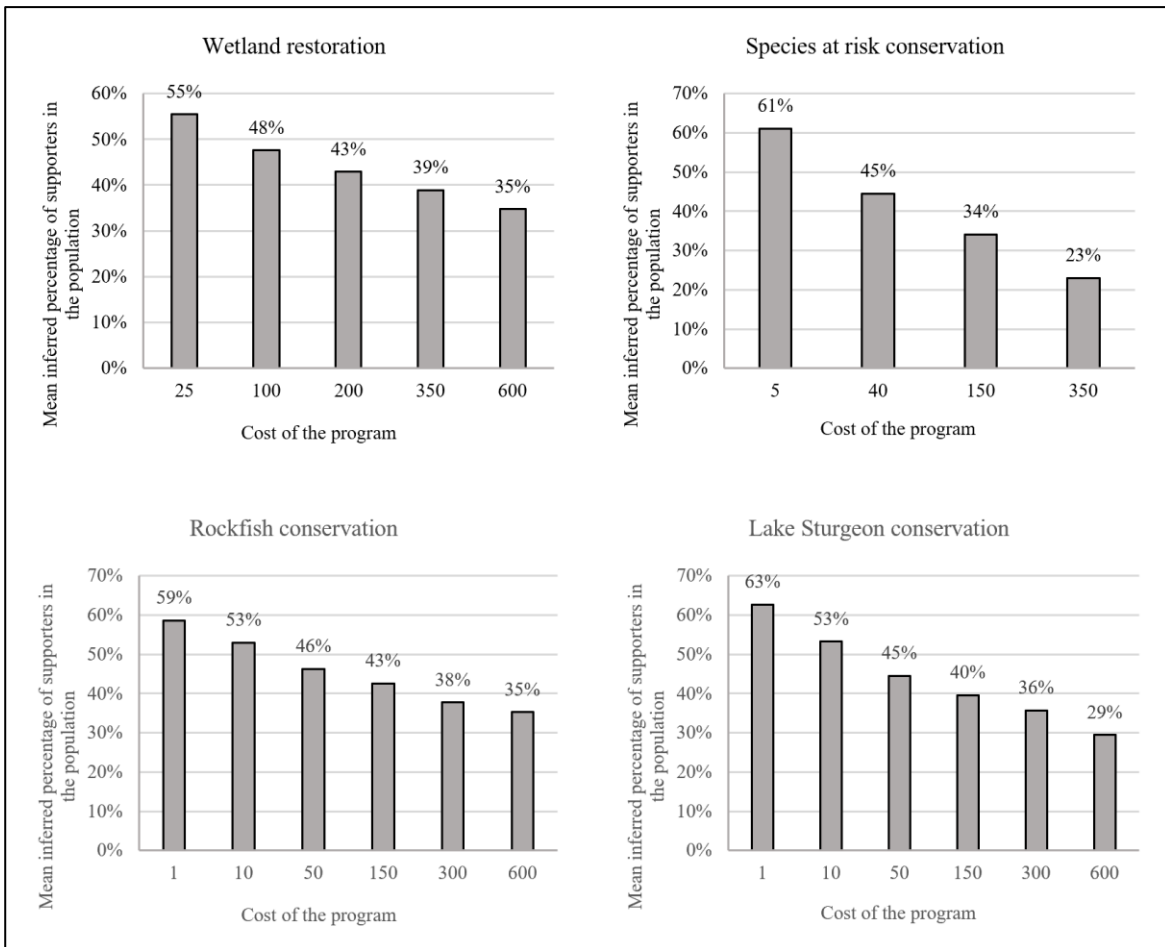 Wetland restoration
Mean inferred percentage of supporters in
the population
60%
50%
40%
30%
20%
10%
0%
55%
48%
43%
39%
35%
25 100 200 350 600
Cost of the program
Species at risk conservation
Mean inferred percentage of supporters in
the population
70%
60%
50%
40%
30%
20%
10%
0%
61%
45%
34%
23%
5 40 150 350
Cost of the program
Rockfish conservation
Mean inferred percentage of supporters in
the population
70%
60%
50%
40%
30%
20%
10%
0%
59%
53%
46%
43%
38%
35%
1 10 50 150 300 600
Cost of the program
Lake Sturgeon conservation
Mean inferred percentage of supporters in
the population
70%
60%
50%
40%
30%
20%
10%
0%
63%
53%
45%
40%
36%
29%
1 10 50 150 300 600
Cost of the program